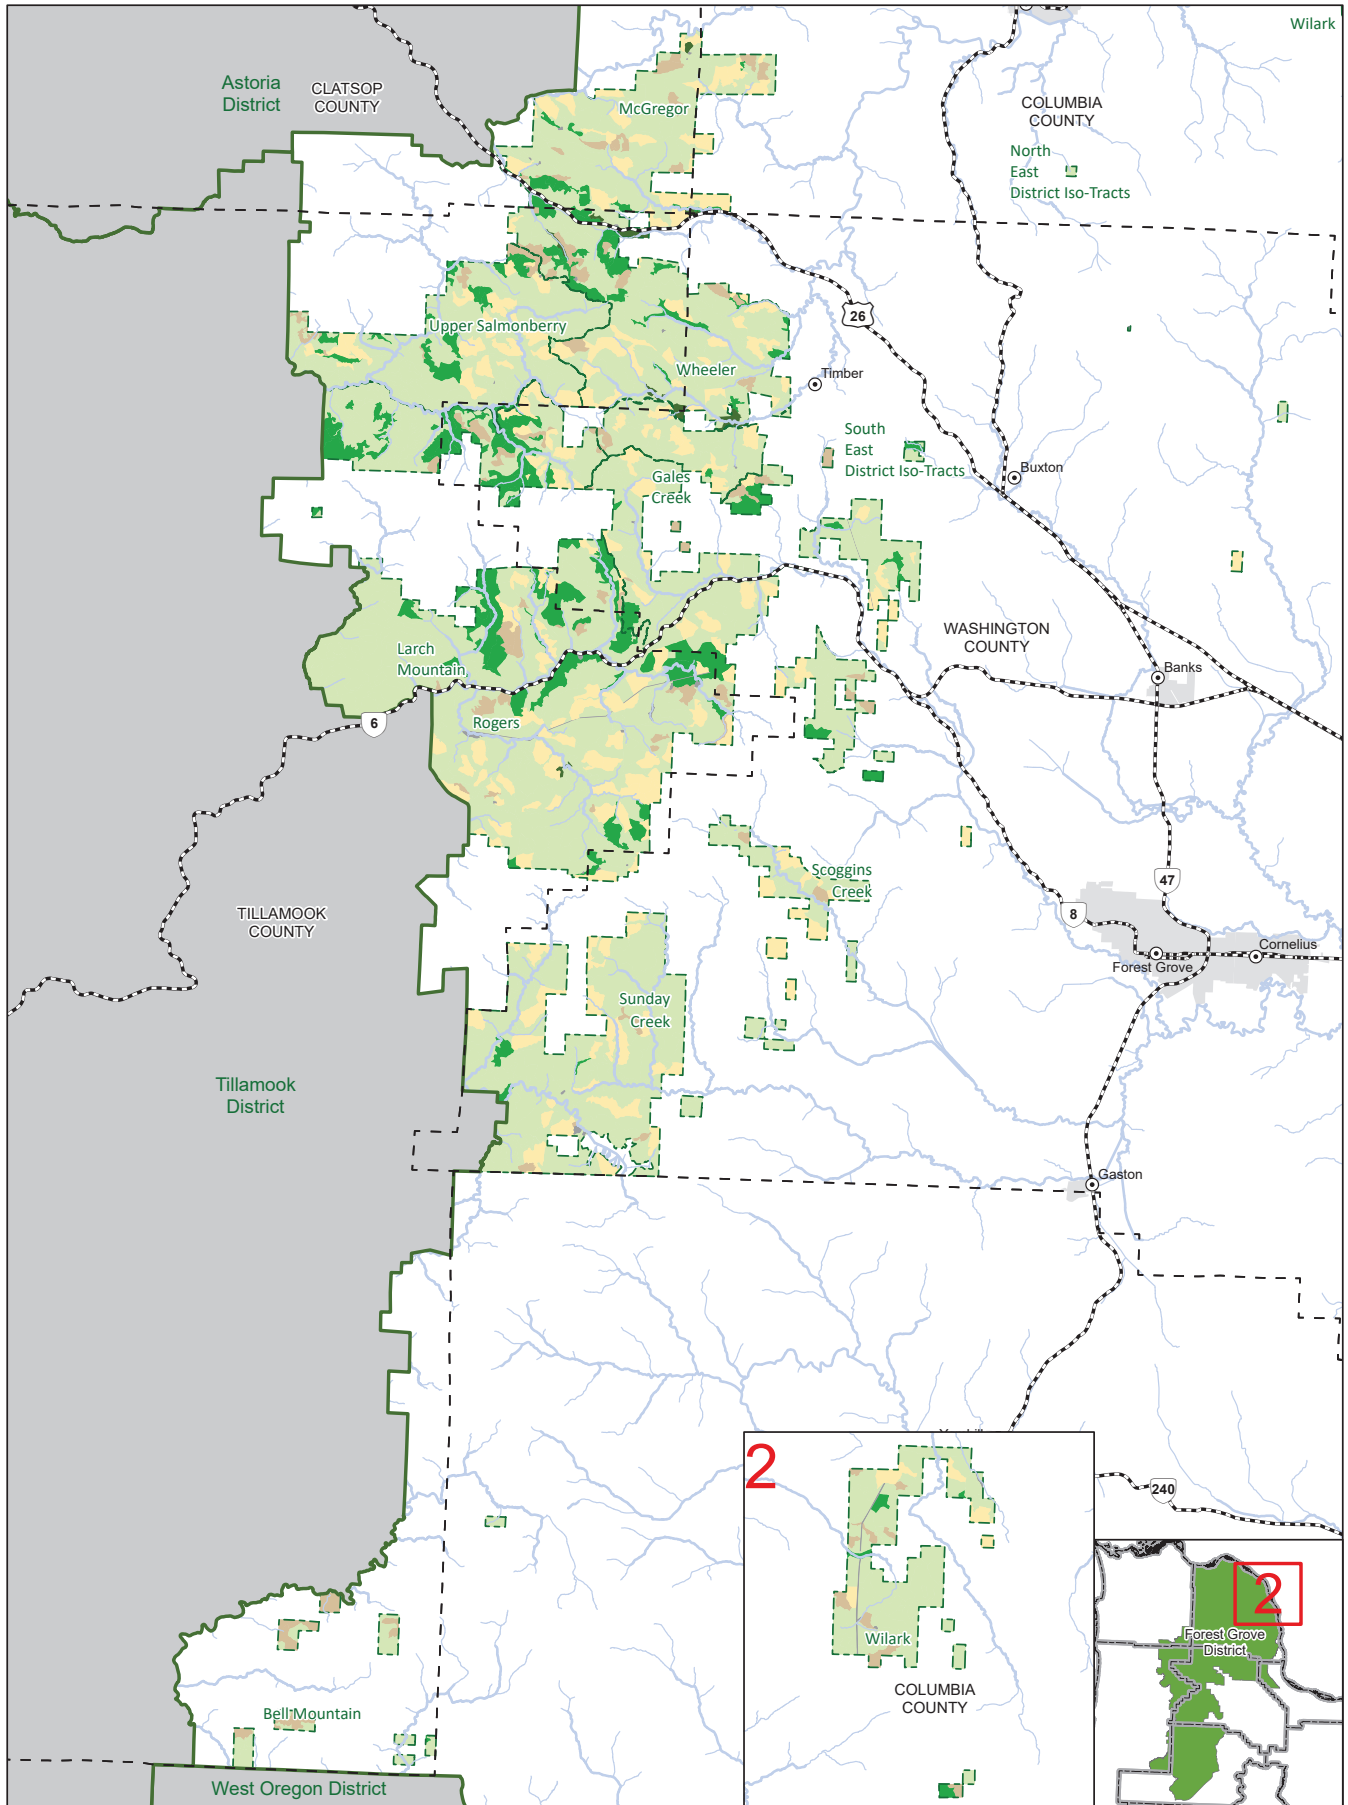 Wilark
Astoria
District
CLATSOP
COUNTY
McGregor
COLUMBIA
COUNTY
North
East
District Iso-Tracts
26
Upper Salmonberry
Wheeler
Timber
South
East
District Iso-Tracts
Buxton
Gales
Creek
WASHINGTON
COUNTY
Larch
Mountain
Banks
6
Rogers
Scoggins
Creek
47
8
TILLAMOOK
COUNTY
Cornelius
Forest Grove
Sunday
Creek
Tillamook
District
Gaston
2
240
2
Forest Grove
District
Wilark
COLUMBIA
COUNTY
Bell Mountain
West Oregon District